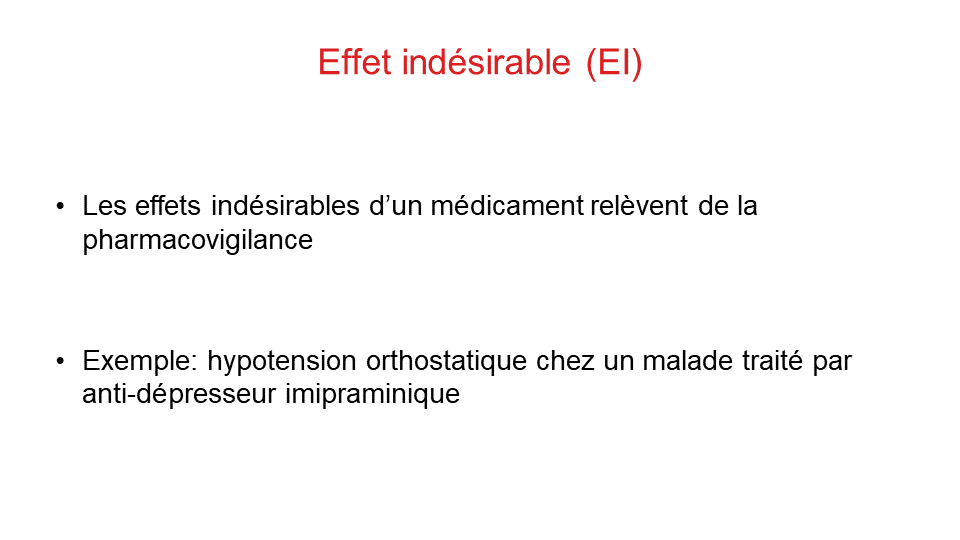 Effet indésirable (EI)
• Les effets indésirables d’un médicament relèvent de la
pharmacovigilance
• Exemple: hypotension orthostatique chez un malade traité par
anti-dépresseur imipraminique